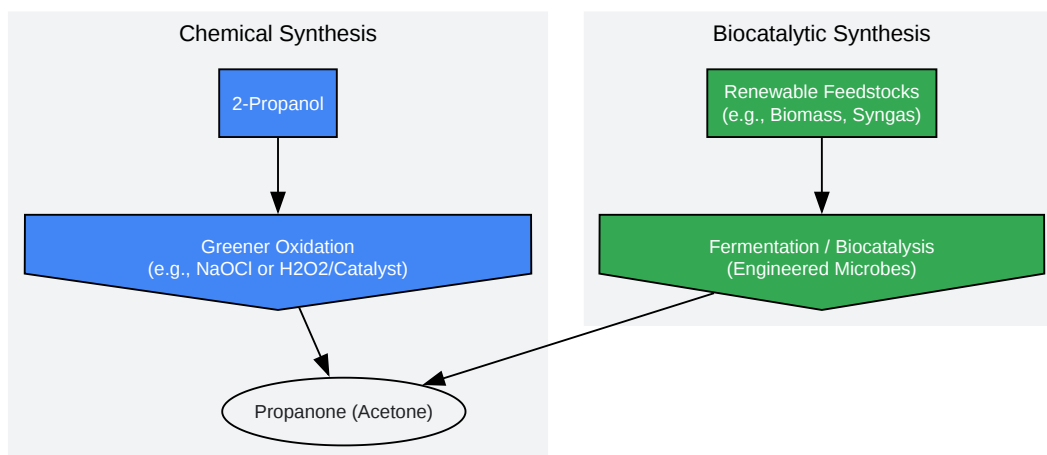 Chemical Synthesis
2-Propanol
Greener Oxidation
(e.g., NaOCl or H2O2/Catalyst)
Propanone (Acetone)
Biocatalytic Synthesis
Renewable Feedstocks
(e.g., Biomass, Syngas)
Fermentation / Biocatalysis
(Engineered Microbes)